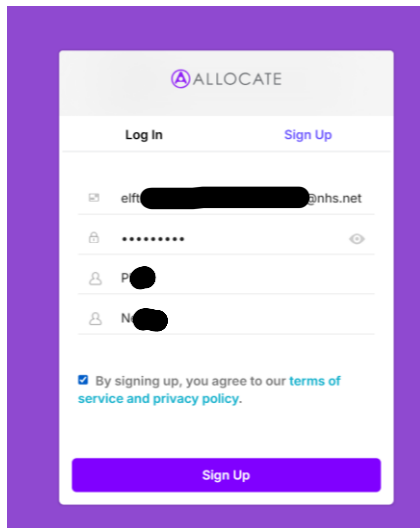 ALLOCATE
Log In Sign Up
elft @nhs.net
•••••••••
By signing up, you agree to our terms of
service and privacy policy.
Sign Up